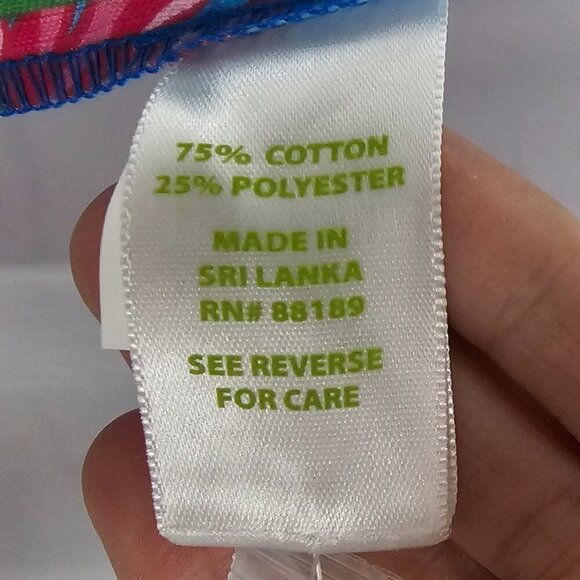 75% COTTON
25% POLYESTER
MADE IN
SRI LANKA
RN# 88189
SEE REVERSE
FOR CARE